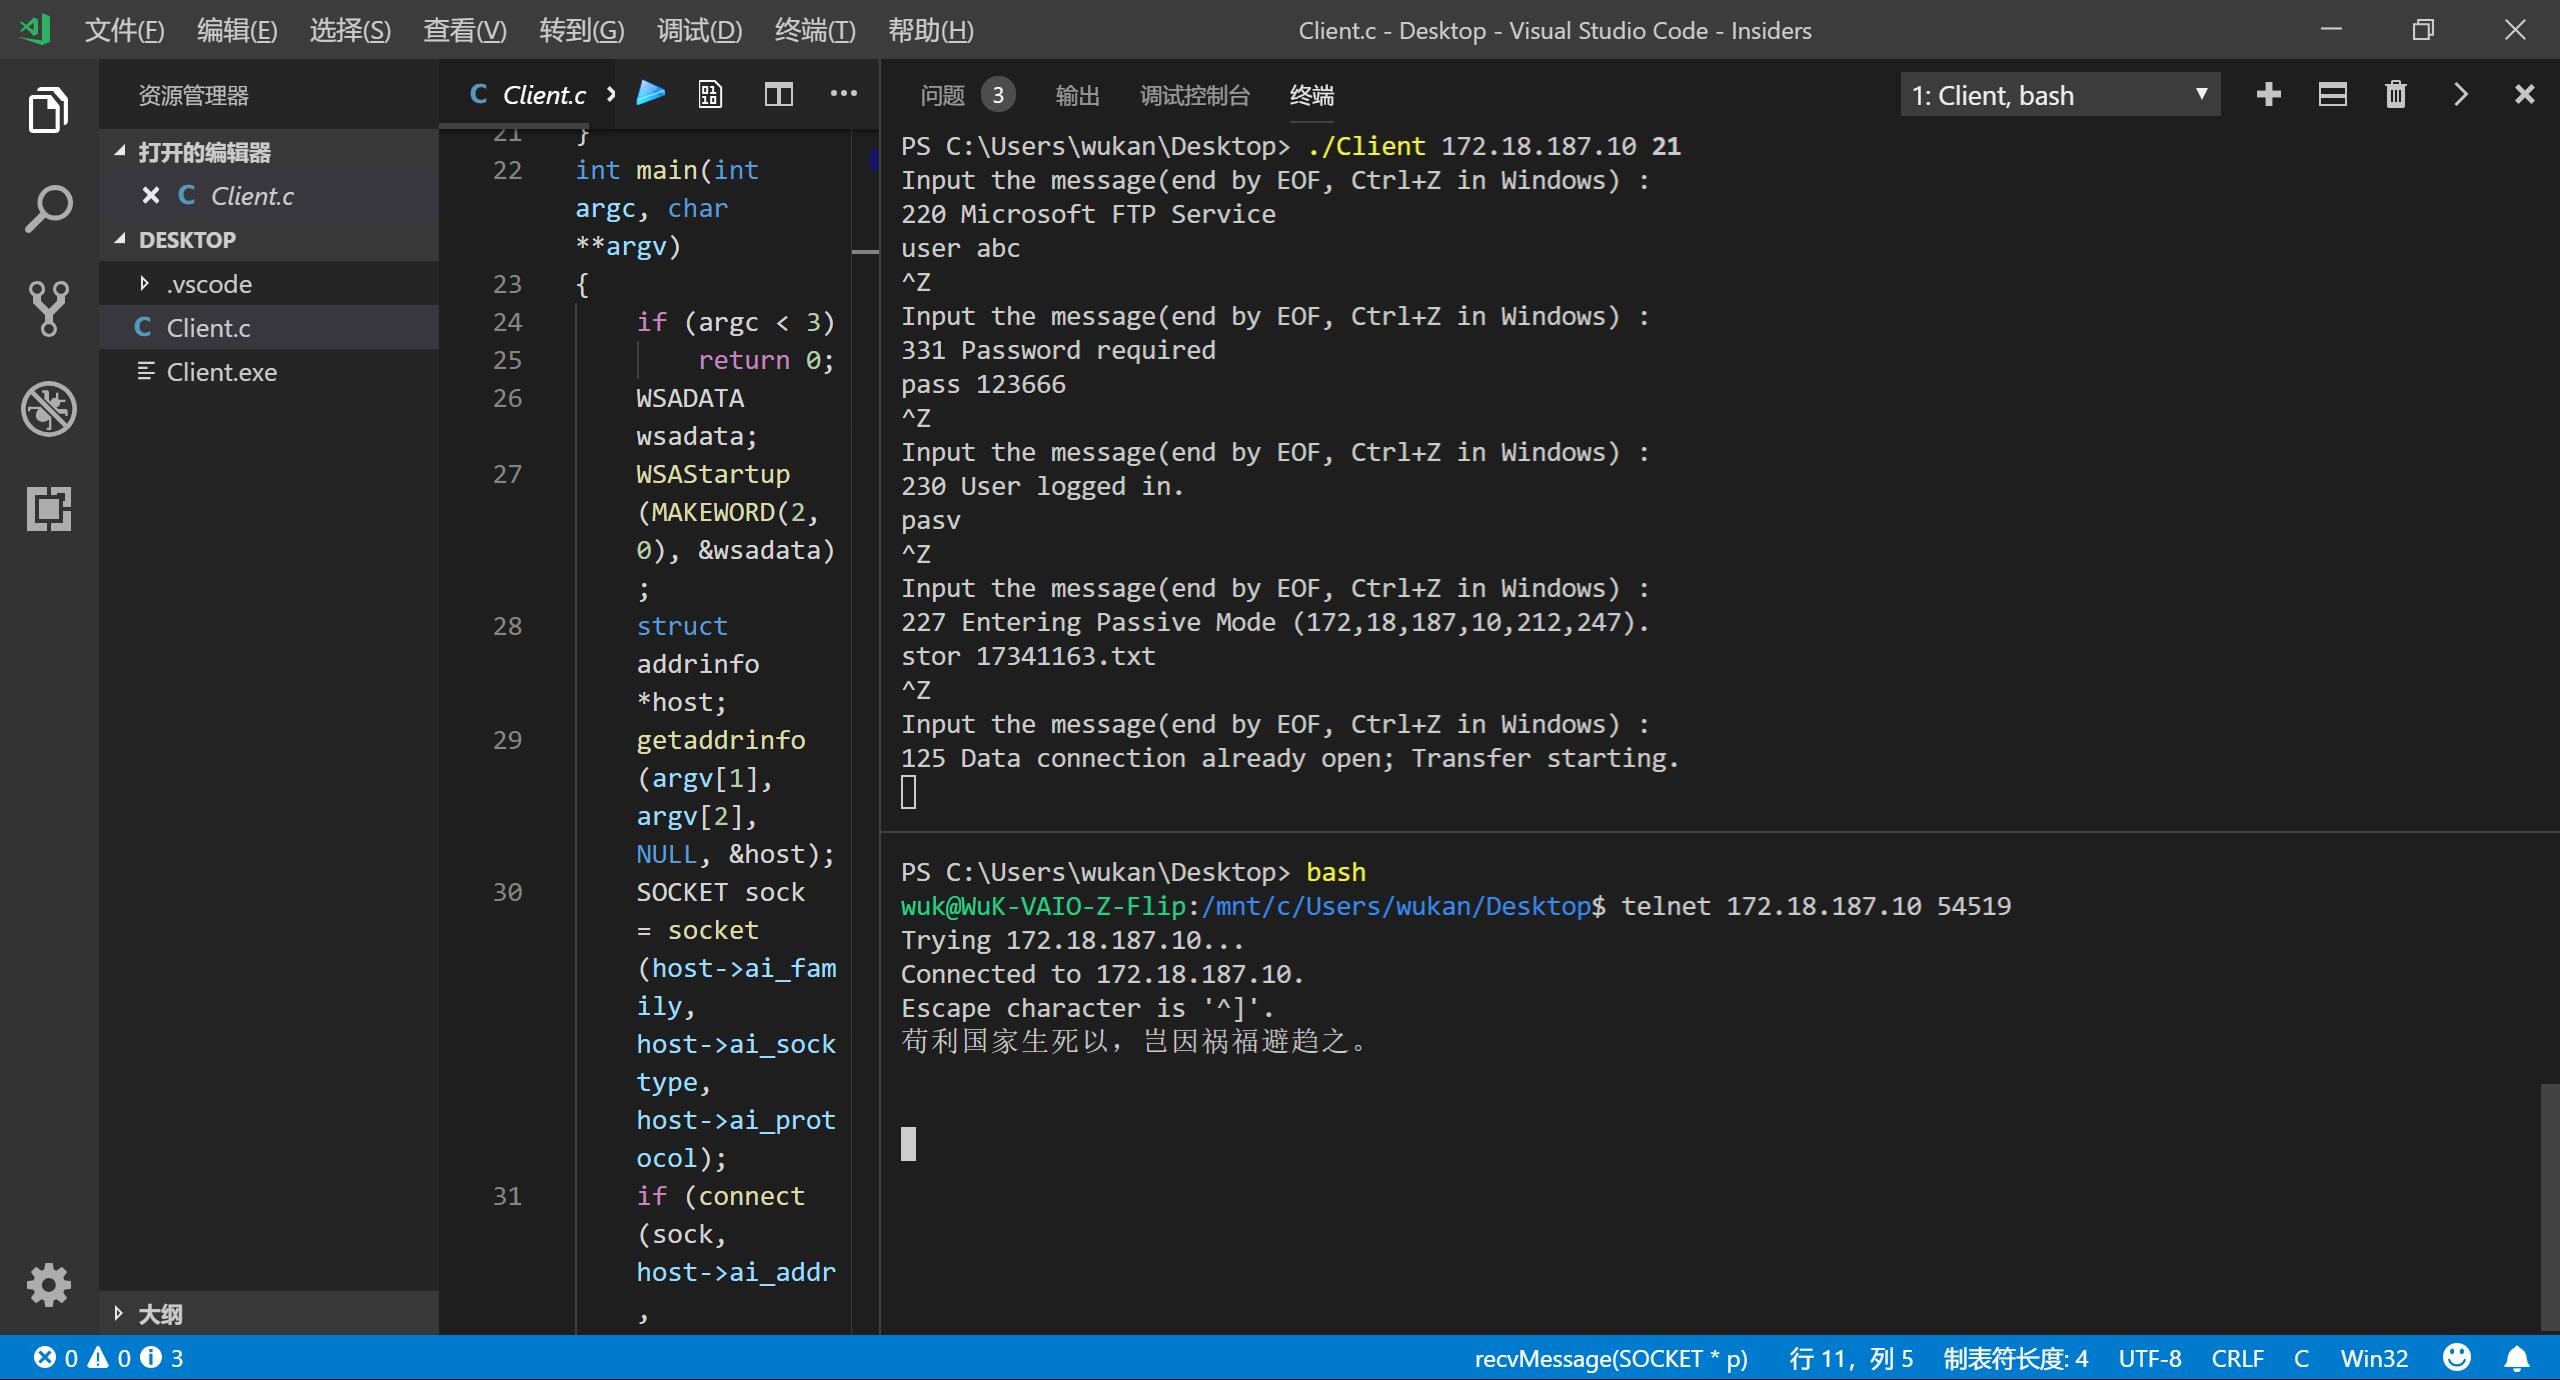 文件(F) 编辑(E) 选择(S) 查看(V) 转到(G) 调试(D) 终端(T) 帮助(H) Client.c - Desktop - Visual Studio Code - Insiders
资源管理器
打开的编辑器
C Client.c
DESKTOP
.vscode
C Client.c
Client.exe
大纲
C Client.c
21 }
22 int main(int
argc, char
**argv)
23 {
24 if (argc < 3)
25 return 0;
26 WSADATA
wsadata;
27 WSAStartup
(MAKEWORD(2,
0), &wsadata)
;
28 struct
addrinfo
*host;
29 getaddrinfo
(argv[1],
argv[2],
NULL, &host);
30 SOCKET sock
= socket
(host->ai_fam
ily,
host->ai_sock
type,
host->ai_prot
ocol);
31 if (connect
(sock,
host->ai_addr
,
问题 3 输出 调试控制台 终端 1: Client, bash
PS C:\Users\wukan\Desktop> ./Client 172.18.187.10 21
Input the message(end by EOF, Ctrl+Z in Windows) :
220 Microsoft FTP Service
user abc
^Z
Input the message(end by EOF, Ctrl+Z in Windows) :
331 Password required
pass 123666
^Z
Input the message(end by EOF, Ctrl+Z in Windows) :
230 User logged in.
pasv
^Z
Input the message(end by EOF, Ctrl+Z in Windows) :
227 Entering Passive Mode (172,18,187,10,212,247).
stor 17341163.txt
^Z
Input the message(end by EOF, Ctrl+Z in Windows) :
125 Data connection already open; Transfer starting.
PS C:\Users\wukan\Desktop> bash
wuk@WuK-VAIO-Z-Flip:/mnt/c/Users/wukan/Desktop$ telnet 172.18.187.10 54519
Trying 172.18.187.10...
Connected to 172.18.187.10.
Escape character is '^]'.
苟利国家生死以，岂因祸福避趋之。
0 0 3 recvMessage(SOCKET * p) 行 11，列 5 制表符长度: 4 UTF-8 CRLF C Win32